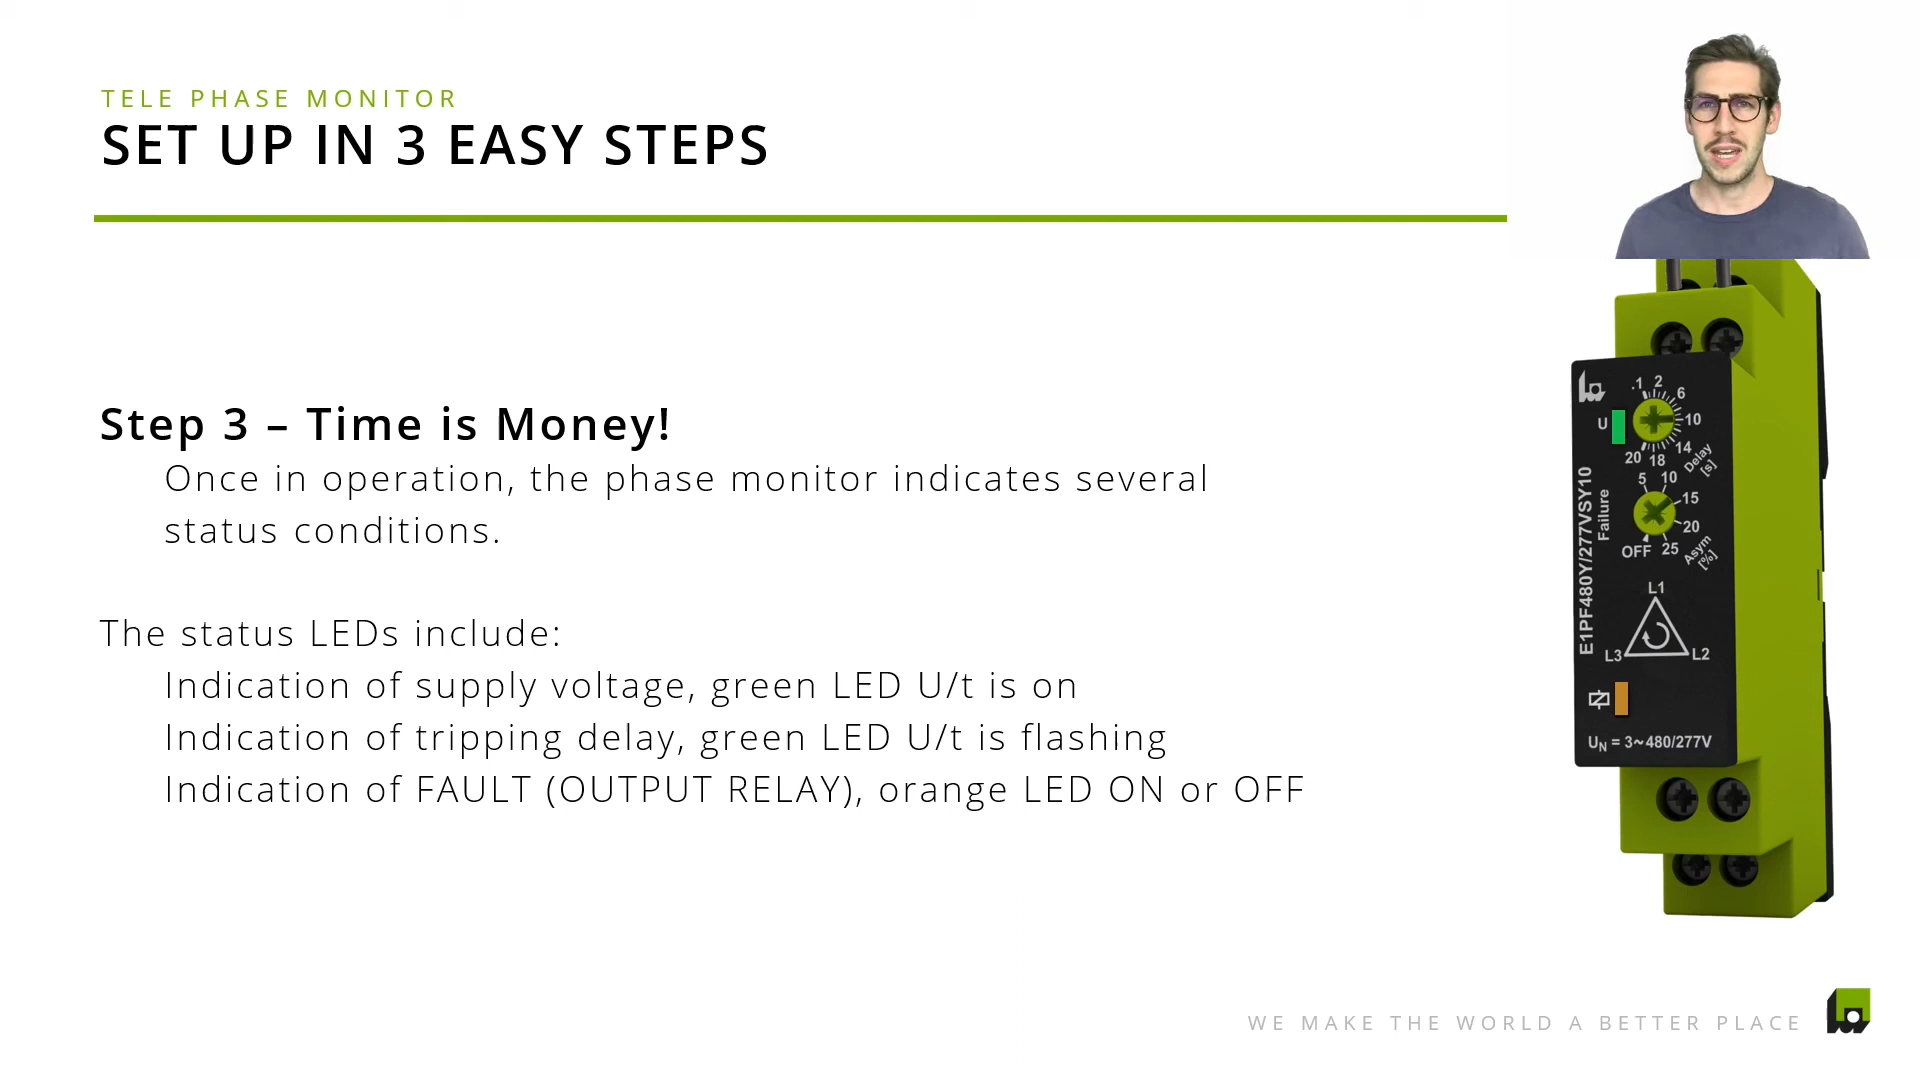 TELE PHASE MONITOR
SET UP IN 3 EASY STEPS
Step 3 – Time is Money!
Once in operation, the phase monitor indicates several
status conditions.
The status LEDs include:
Indication of supply voltage, green LED U/t is on
Indication of tripping delay, green LED U/t is flashing
Indication of FAULT (OUTPUT RELAY), orange LED ON or OFF
.1 2 6 10 14 18 20
Delay [s]
U
5 10 15 20 25 OFF
Asym [%]
Failure
E1PF480Y/277VSY10
L1
L3 L2
UN = 3~480/277V
WE MAKE THE WORLD A BETTER PLACE